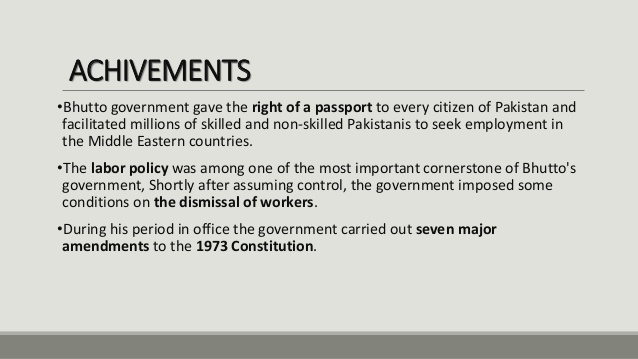 ACHIVEMENTS
•Bhutto government gave the right of a passport to every citizen of Pakistan and
facilitated millions of skilled and non-skilled Pakistanis to seek employment in
the Middle Eastern countries.
•The labor policy was among one of the most important cornerstone of Bhutto's
government, Shortly after assuming control, the government imposed some
conditions on the dismissal of workers.
•During his period in office the government carried out seven major
amendments to the 1973 Constitution.